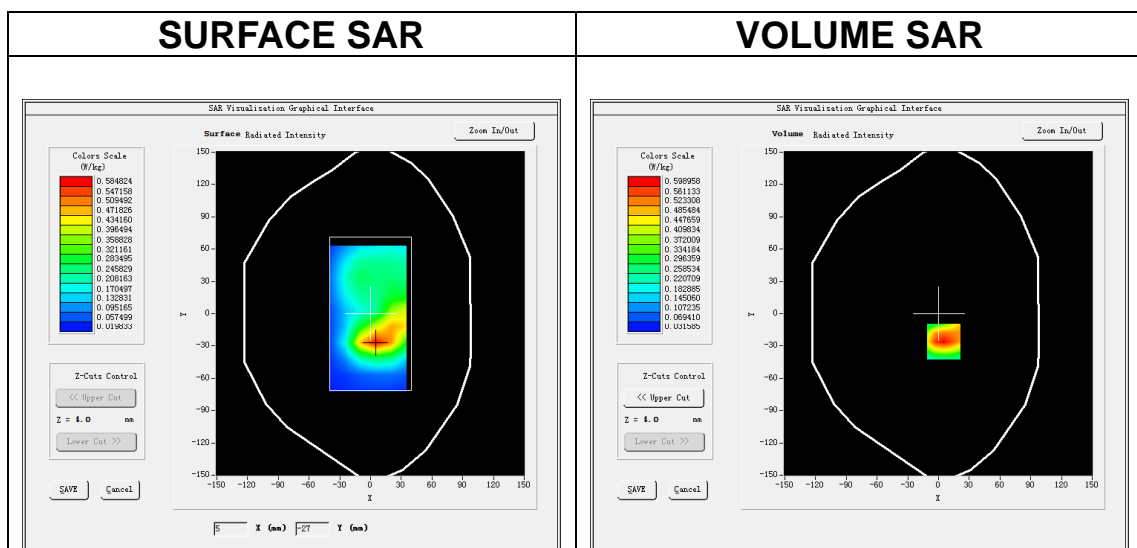 SURFACE SAR
VOLUME SAR
SAR Visualisation Graphical Interface
Surface Radiated Intensity
Zoom In/Out
Colors Scale
(W/kg)
0.584824
0.547158
0.509492
0.471826
0.434160
0.396494
0.358828
0.321161
0.283495
0.245829
0.208163
0.170497
0.132831
0.095165
0.057499
0.019833
150
120
90
60
30
0
-30
-60
-90
-120
-150
Y
-150 -120 -90 -60 -30 0 30 60 90 120 150
X
Z-Cuts Control
<< Upper Cut
Z = 4.0 mm
Lower Cut >>
SAVE Cancel
5 X (mm) -27 Y (mm)
SAR Visualisation Graphical Interface
Volume Radiated Intensity
Zoom In/Out
Colors Scale
(W/kg)
0.598958
0.561133
0.523308
0.485484
0.447659
0.409834
0.372009
0.334184
0.296359
0.258534
0.220709
0.182885
0.145060
0.107235
0.069410
0.031585
150
120
90
60
30
0
-30
-60
-90
-120
-150
Y
-150 -120 -90 -60 -30 0 30 60 90 120 150
X
Z-Cuts Control
<< Upper Cut
Z = 4.0 mm
Lower Cut >>
SAVE Cancel